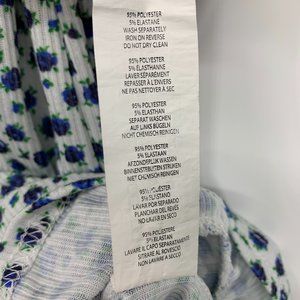 95% POLYESTER
5% ELASTANE
WASH SEPARATELY
IRON ON REVERSE
DO NOT DRY CLEAN
95% POLYESTER
5% ÉLASTHANNE
LAVER SÉPARÉMENT
REPASSER À L'ENVERS
NE PAS NETTOYER À SEC
95% POLYESTER
5% ELASTHAN
SEPARAT WASCHEN
AUF LINKS BÜGELN
NICHT CHEMISCH REINIGEN
95% POLYESTER
5% ELASTAAN
AFZONDERLIJK WASSEN
BINNENSTEBUTEN STRIJKEN
NIET CHEMISCH REINIGEN
95% POLIÉSTER
5% ELASTANO
LAVAR POR SEPARADO
PLANCHAR DEL REVÉS
NO LAVAR EN SECO
95% POLIESTERE
5% ELASTAN
LAVARE IL CAPO SEPARATAMENTE
STIRARE AL ROVESCIO
NON LAVARE A SECCO